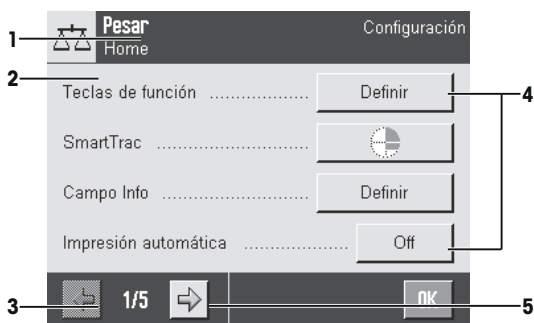 Pesar
Home
Configuración
1
2
Teclas de función .................. Definir
4
SmartTrac ...........................
Campo Info .......................... Definir
Impresión automática ................... Off
3
1/5
OK
5